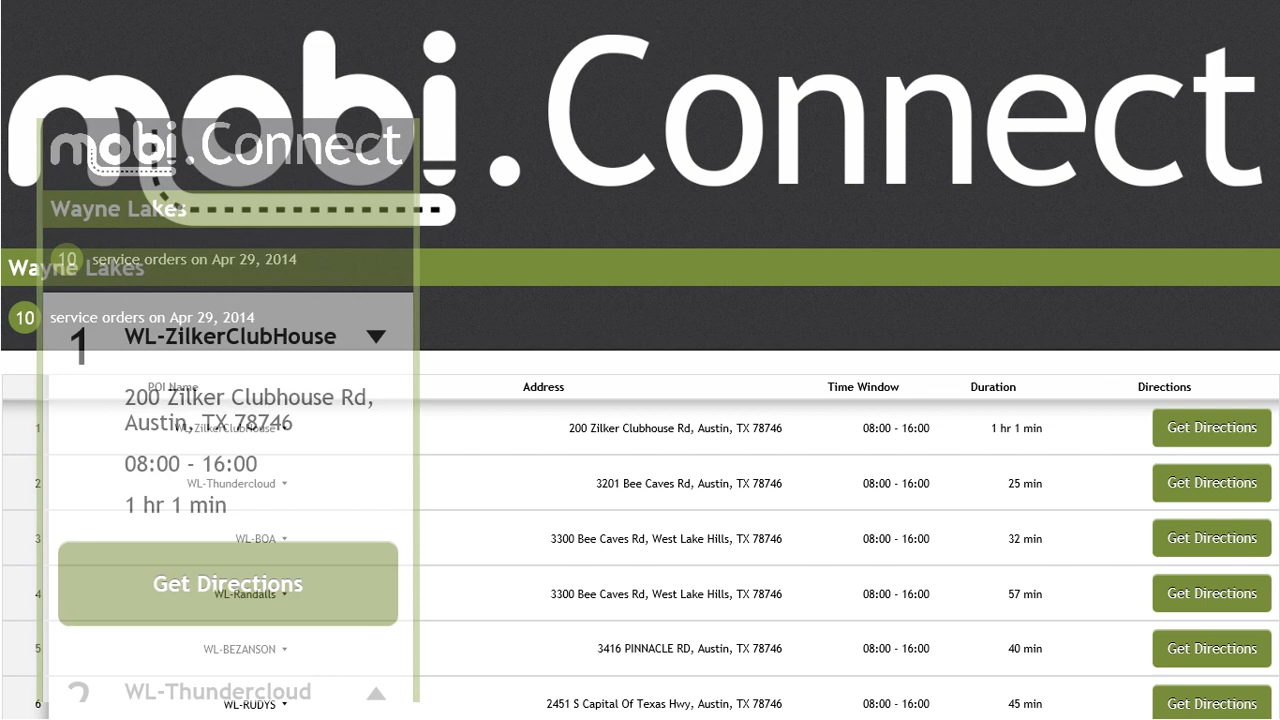 mobi.Connect
mobi.Connect
Wayne Lakes
10 service orders on Apr 29, 2014
Wayne Lakes
10 service orders on Apr 29, 2014
1 WL-ZilkerClubHouse
200 Zilker Clubhouse Rd,
Austin, TX 78746
08:00 - 16:00
1 hr 1 min
Get Directions
2 WL-Thundercloud
POI Name Address Time Window Duration Directions
1 WL-ZilkerClubHouse 200 Zilker Clubhouse Rd, Austin, TX 78746 08:00 - 16:00 1 hr 1 min Get Directions
2 WL-Thundercloud 3201 Bee Caves Rd, Austin, TX 78746 08:00 - 16:00 25 min Get Directions
3 WL-BOA 3300 Bee Caves Rd, West Lake Hills, TX 78746 08:00 - 16:00 32 min Get Directions
4 WL-Randalls 3300 Bee Caves Rd, West Lake Hills, TX 78746 08:00 - 16:00 57 min Get Directions
5 WL-BEZANSON 3416 PINNACLE RD, Austin, TX 78746 08:00 - 16:00 40 min Get Directions
6 WL-RUDYS 2451 S Capital Of Texas Hwy, Austin, TX 78746 08:00 - 16:00 45 min Get Directions